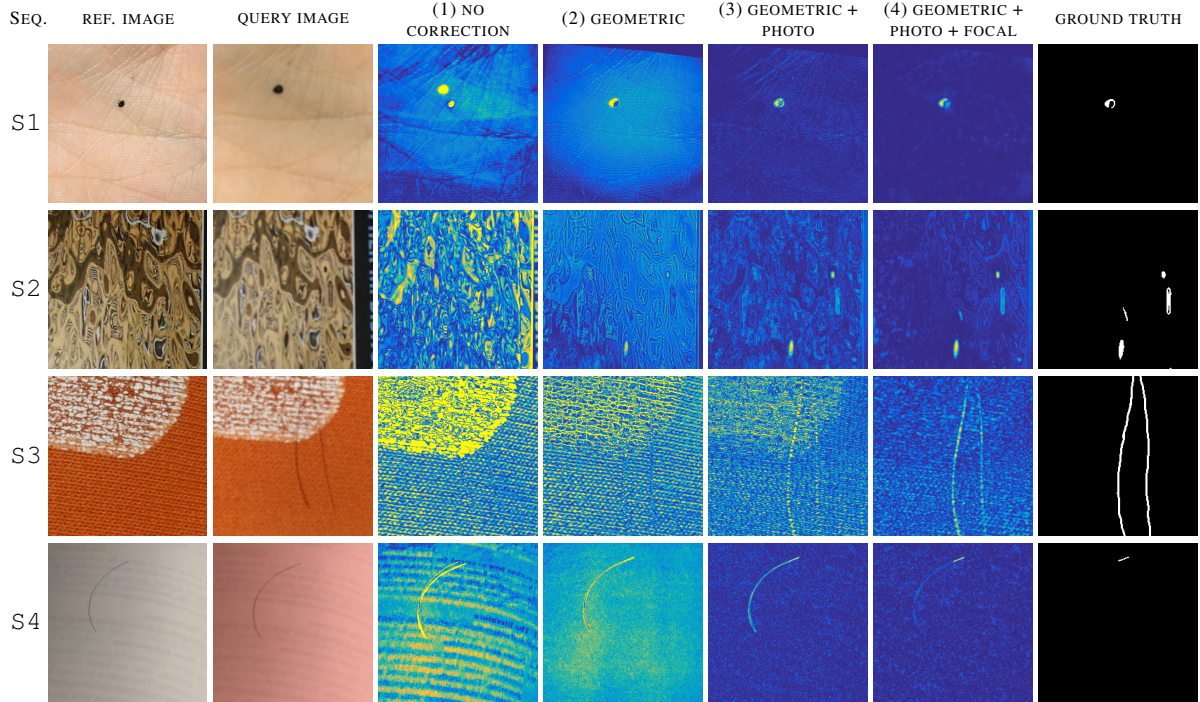 SEQ. REF. IMAGE QUERY IMAGE (1) NO CORRECTION (2) GEOMETRIC (3) GEOMETRIC + PHOTO (4) GEOMETRIC + PHOTO + FOCAL GROUND TRUTH
S1
S2
S3
S4